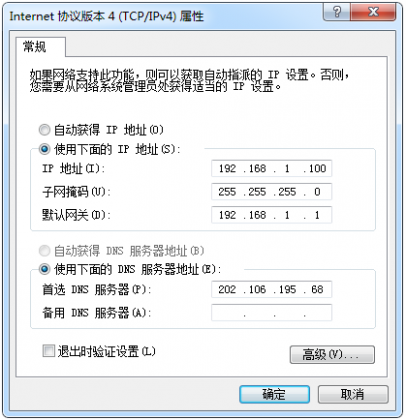 Internet 协议版本 4 (TCP/IPv4) 属性
常规
如果网络支持此功能，则可以获取自动指派的 IP 设置。否则，
您需要从网络系统管理员处获得适当的 IP 设置。
自动获得 IP 地址(O)
使用下面的 IP 地址(S):
IP 地址(I): 192 .168 . 1 .100
子网掩码(U): 255 .255 .255 . 0
默认网关(D): 192 .168 . 1 . 1
自动获得 DNS 服务器地址(B)
使用下面的 DNS 服务器地址(E):
首选 DNS 服务器(P): 202 .106 .195 .68
备用 DNS 服务器(A): . . .
退出时验证设置(L)
高级(V)...
确定 取消